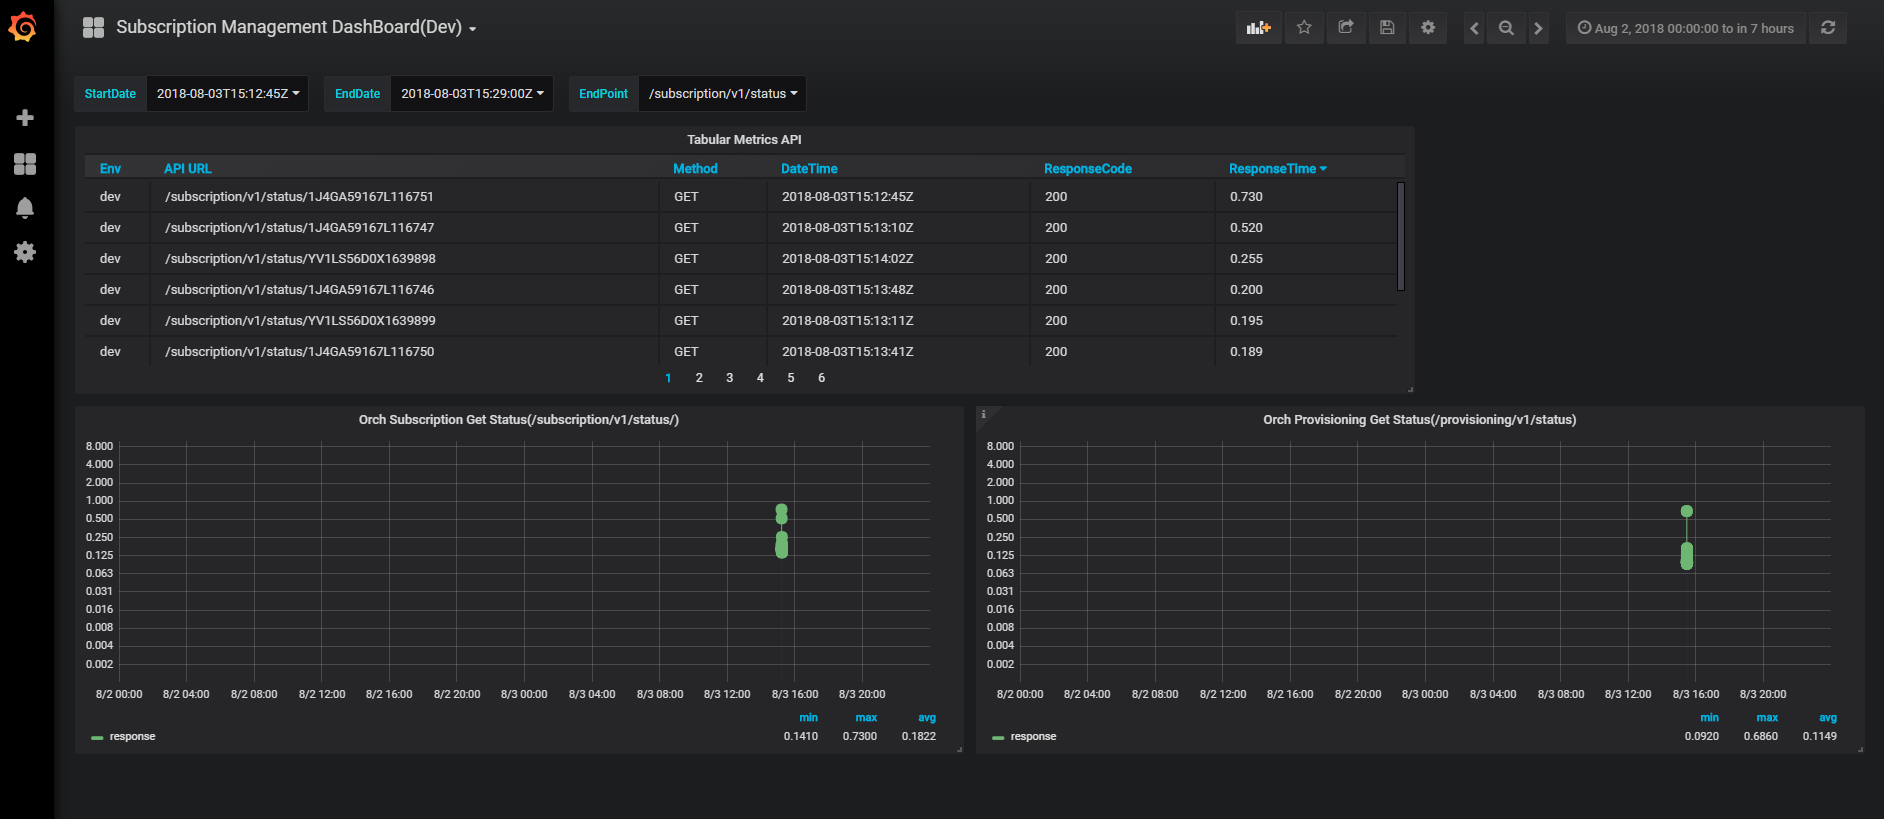 Subscription Management DashBoard(Dev)
Aug 2, 2018 00:00:00 to in 7 hours
StartDate 2018-08-03T15:12:45Z EndDate 2018-08-03T15:29:00Z EndPoint /subscription/v1/status
Tabular Metrics API
Env API URL Method DateTime ResponseCode ResponseTime
dev /subscription/v1/status/1J4GA59167L116751 GET 2018-08-03T15:12:45Z 200 0.730
dev /subscription/v1/status/1J4GA59167L116747 GET 2018-08-03T15:13:10Z 200 0.520
dev /subscription/v1/status/YV1LS56D0X1639898 GET 2018-08-03T15:14:02Z 200 0.255
dev /subscription/v1/status/1J4GA59167L116746 GET 2018-08-03T15:13:48Z 200 0.200
dev /subscription/v1/status/YV1LS56D0X1639899 GET 2018-08-03T15:13:11Z 200 0.195
dev /subscription/v1/status/1J4GA59167L116750 GET 2018-08-03T15:13:41Z 200 0.189
1 2 3 4 5 6
Orch Subscription Get Status(/subscription/v1/status/)
8.000
4.000
2.000
1.000
0.500
0.250
0.125
0.063
0.031
0.016
0.008
0.004
0.002
8/2 00:00 8/2 04:00 8/2 08:00 8/2 12:00 8/2 16:00 8/2 20:00 8/3 00:00 8/3 04:00 8/3 08:00 8/3 12:00 8/3 16:00 8/3 20:00
min max avg
response 0.1410 0.7300 0.1822
i
Orch Provisioning Get Status(/provisioning/v1/status)
8.000
4.000
2.000
1.000
0.500
0.250
0.125
0.063
0.031
0.016
0.008
0.004
0.002
8/2 00:00 8/2 04:00 8/2 08:00 8/2 12:00 8/2 16:00 8/2 20:00 8/3 00:00 8/3 04:00 8/3 08:00 8/3 12:00 8/3 16:00 8/3 20:00
min max avg
response 0.0920 0.6860 0.1149